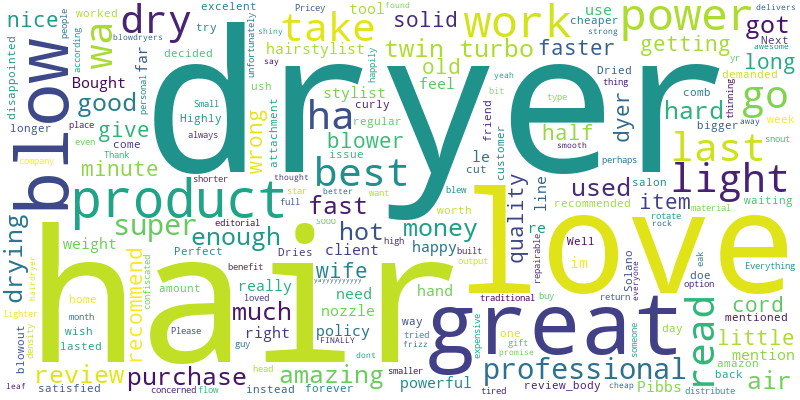 dryer
hair
love
great
blow
product
work
power
best
dry
take
last
light
read
professional
super
ha
go
wa
got
twin turbo
solid
tool
hairstylist
faster
getting
long
old
stylist
feel
good
give
minute
blower
half
dyer
hard
nice
worked
decided
excellent
Pricey
try
use
cheaper
found
delivers
strong
awesome
Next
yr
shiny
say
unfortunately
people
according
blowdryers
disappointed
Bought
personal
far
longer
place
come
even
company
Thank
always
Small
Highly
ush
attachment
wrong
curly
regular
issue
yeah
bit
Dried
thing
type
smooth
perhaps
comb
demanded
thinning
bigger
away
week
snout
friend
customer
le
cut
quality
line
used
item
salon
recommended
waiting
rotate
rock
material
shorter
thought
star
better
want
full
fast
money
enough
hot
editorial
sooo
worth
re
im
Well
Solano
everyone
doe
eak
option
Everything
drying
weight
Perfect
Dries
client
high
built
happy
repairable
output
wife
yayyyyyyyyyy
traditional
buy
return
Pibbs
cord
mentioned
little
mention
air
amazon
back
day
distribute
someone
cheap
one
gift
promise
expensive
tired
powerful
review_body
smaller
tried
frizz
way
hand
need
nozzle
policy
FINALLY
dont
head
forever
instead
amazing
right
guy
much
really
benefit
loved
Please
flow
concerned
purchase
amount
confiscated
recommend
home
month
wish
lasted
lighter
hairdryer
blowout
density
review
satisfied
leaf